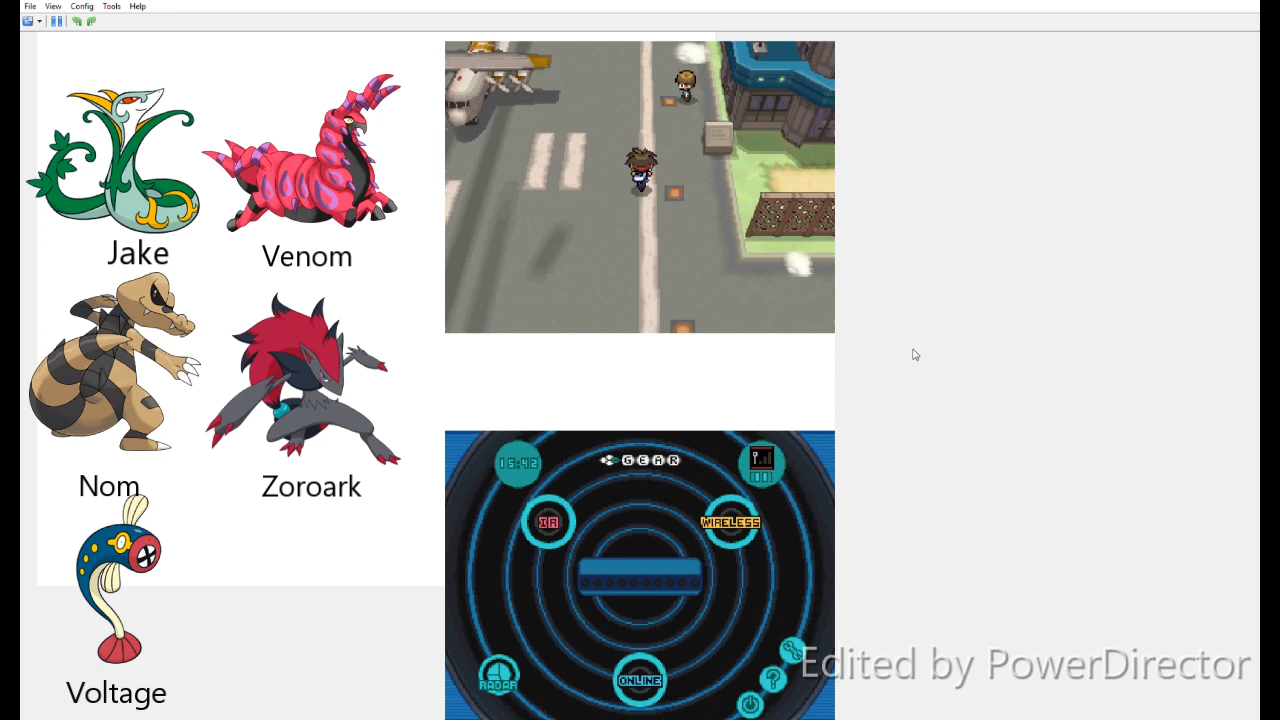 File View Config Tools Help
Jake
Venom
Nom
Zoroark
Voltage
15:42
GEAR
IR
WIRELESS
RADAR
ONLINE
?
Edited by PowerDirector